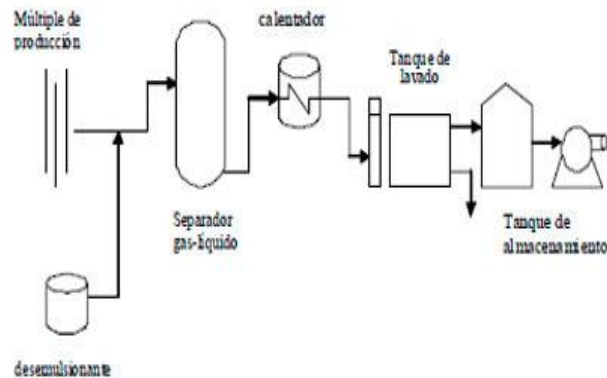 Múltiple de
producción
calentador
Tanque de
lavado
Separador
gas-líquido
Tanque de
almacenamiento
desemulsionante